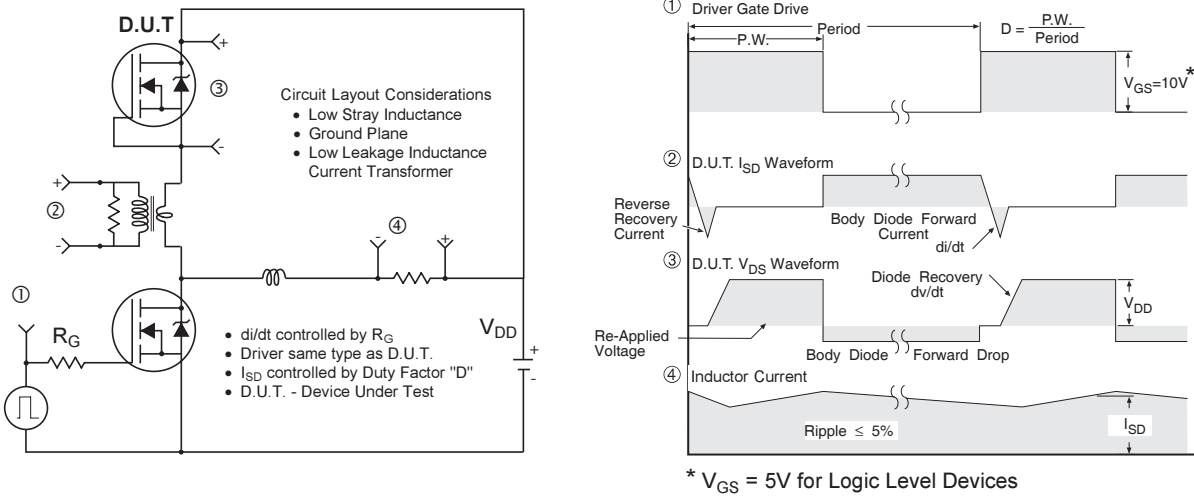 D.U.T
+
③
-
Circuit Layout Considerations
• Low Stray Inductance
• Ground Plane
• Low Leakage Inductance
Current Transformer
+
②
-
④
-
+
①
R_G
• di/dt controlled by R_G
• Driver same type as D.U.T.
• I_SD controlled by Duty Factor "D"
• D.U.T. - Device Under Test
V_DD
+
-
① Driver Gate Drive
Period
P.W.
D = P.W. / Period
V_GS=10V *
② D.U.T. I_SD Waveform
Reverse
Recovery
Current
Body Diode Forward
Current
di/dt
③ D.U.T. V_DS Waveform
Diode Recovery
dv/dt
V_DD
Re-Applied
Voltage
Body Diode Forward Drop
④ Inductor Current
Ripple ≤ 5%
I_SD
* V_GS = 5V for Logic Level Devices